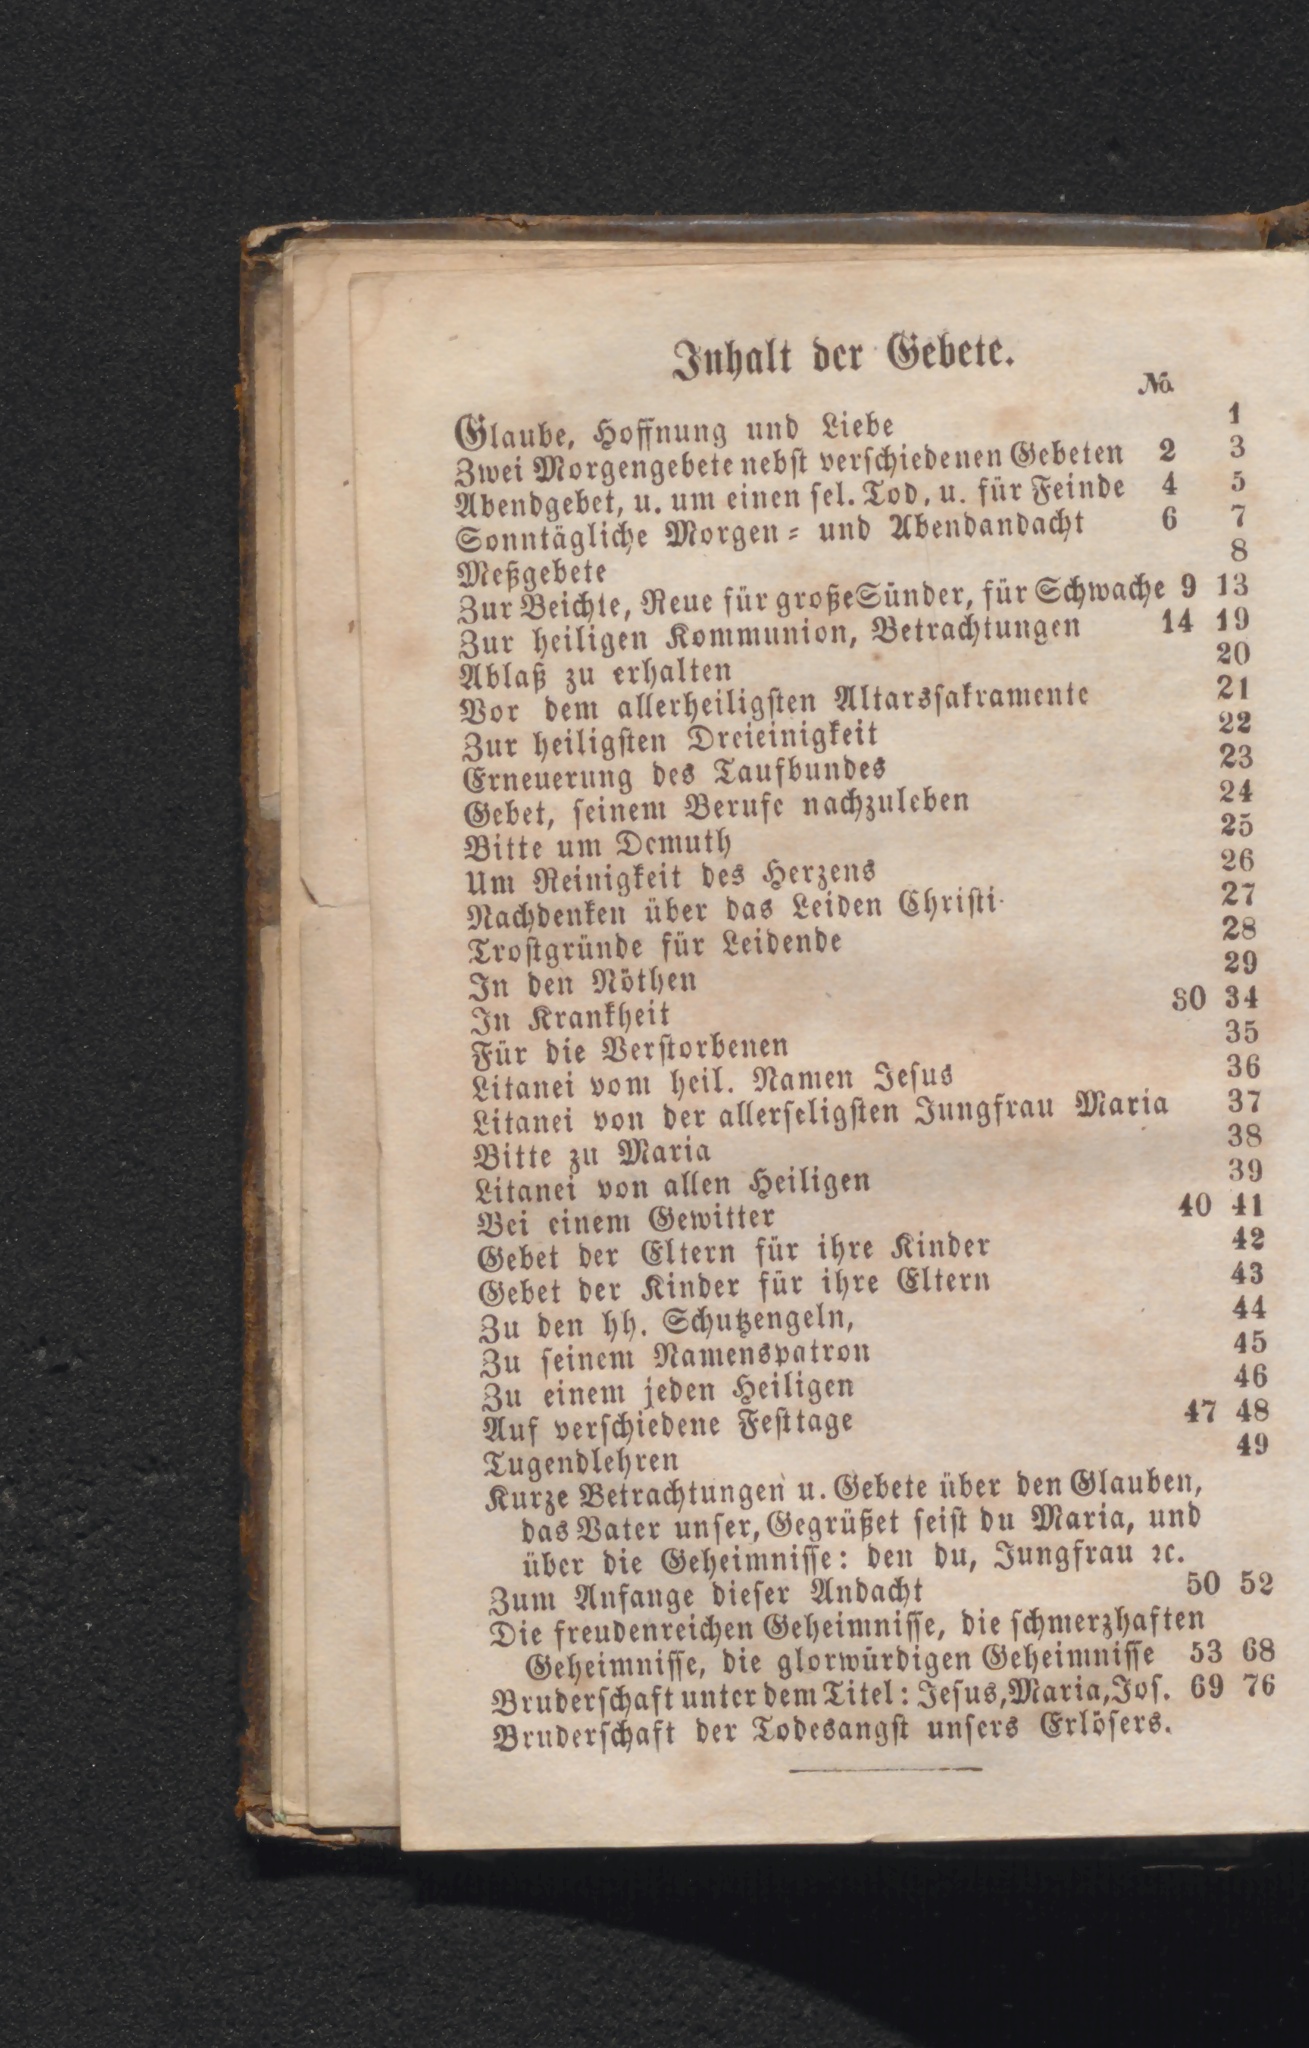 Inhalt der Gebete.
No.
Glaube, Hoffnung und Liebe 1
Zwei Morgengebete nebst verschiedenen Gebeten 2 3
Abendgebet, u. um einen sel. Tod, u. für Feinde 4 5
Sonntägliche Morgen- und Abendandacht 6 7
Meßgebete 8
Zur Beichte, Reue für große Sünder, für Schwache 9 13
Zur heiligen Kommunion, Betrachtungen 14 19
Ablaß zu erhalten 20
Vor dem allerheiligsten Altarssakramente 21
Zur heiligsten Dreieinigkeit 22
Erneuerung des Taufbundes 23
Gebet, seinem Berufe nachzuleben 24
Bitte um Demuth 25
Um Reinigkeit des Herzens 26
Nachdenken über das Leiden Christi 27
Trostgründe für Leidende 28
In den Nöthen 29
In Krankheit 30 34
Für die Verstorbenen 35
Litanei vom heil. Namen Jesus 36
Litanei von der allerseligsten Jungfrau Maria 37
Bitte zu Maria 38
Litanei von allen Heiligen 39
Bei einem Gewitter 40 41
Gebet der Eltern für ihre Kinder 42
Gebet der Kinder für ihre Eltern 43
Zu den hh. Schutzengeln, 44
Zu seinem Namenspatron 45
Zu einem jeden Heiligen 46
Auf verschiedene Festtage 47 48
Tugendlehren 49
Kurze Betrachtungen u. Gebete über den Glauben,
das Vater unser, Gegrüßet seist du Maria, und
über die Geheimnisse: den du, Jungfrau ꝛc.
Zum Anfange dieser Andacht 50 52
Die freudenreichen Geheimnisse, die schmerzhaften
Geheimnisse, die glorwürdigen Geheimnisse 53 68
Bruderschaft unter dem Titel: Jesus, Maria, Jos. 69 76
Bruderschaft der Todesangst unsers Erlösers.